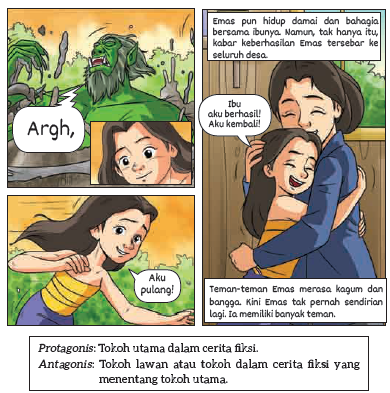 Argh,
Aku
pulang!
Emas pun hidup damai dan bahagia
bersama ibunya. Namun, tak hanya itu,
kabar keberhasilan Emas tersebar ke
seluruh desa.
Ibu
aku berhasil!
Aku kembali!
Teman-teman Emas merasa kagum dan
bangga. Kini Emas tak pernah sendirian
lagi. Ia memiliki banyak teman.
Protagonis: Tokoh utama dalam cerita fiksi.
Antagonis: Tokoh lawan atau tokoh dalam cerita fiksi yang
menentang tokoh utama.